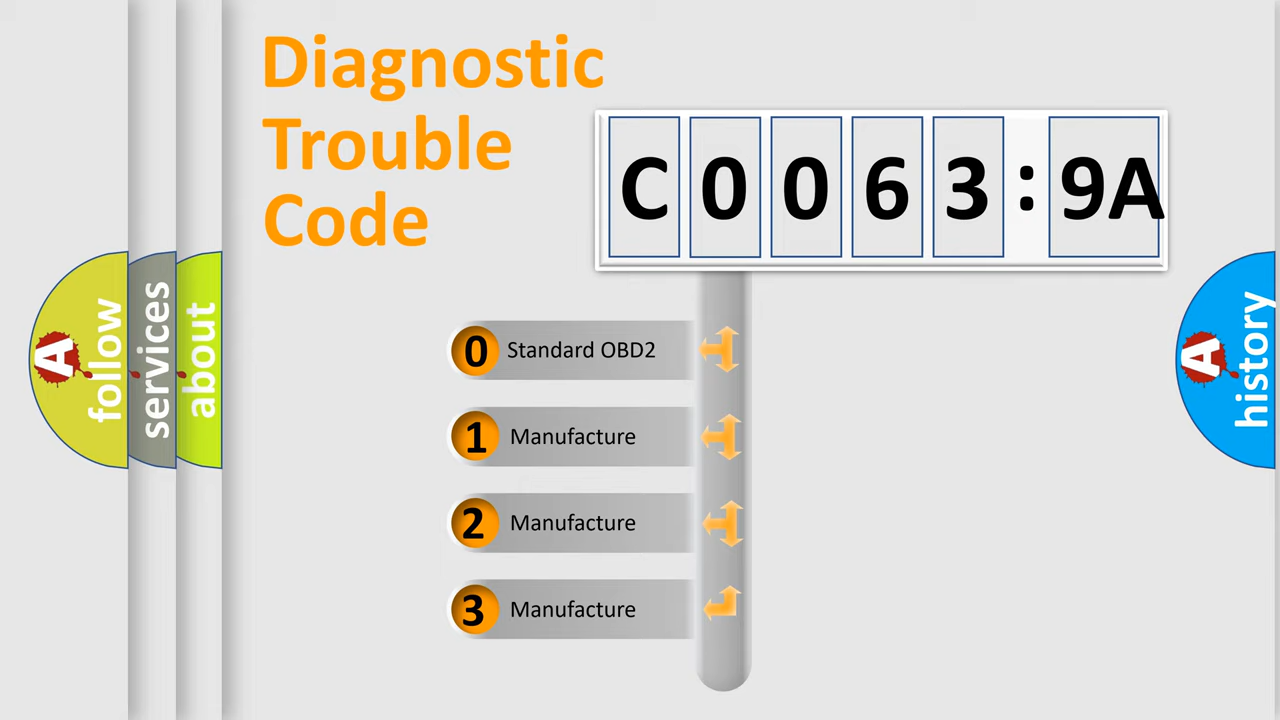 Diagnostic
Trouble
Code
C0063:9A
0 Standard OBD2
1 Manufacture
2 Manufacture
3 Manufacture
A follow
services
about
A history